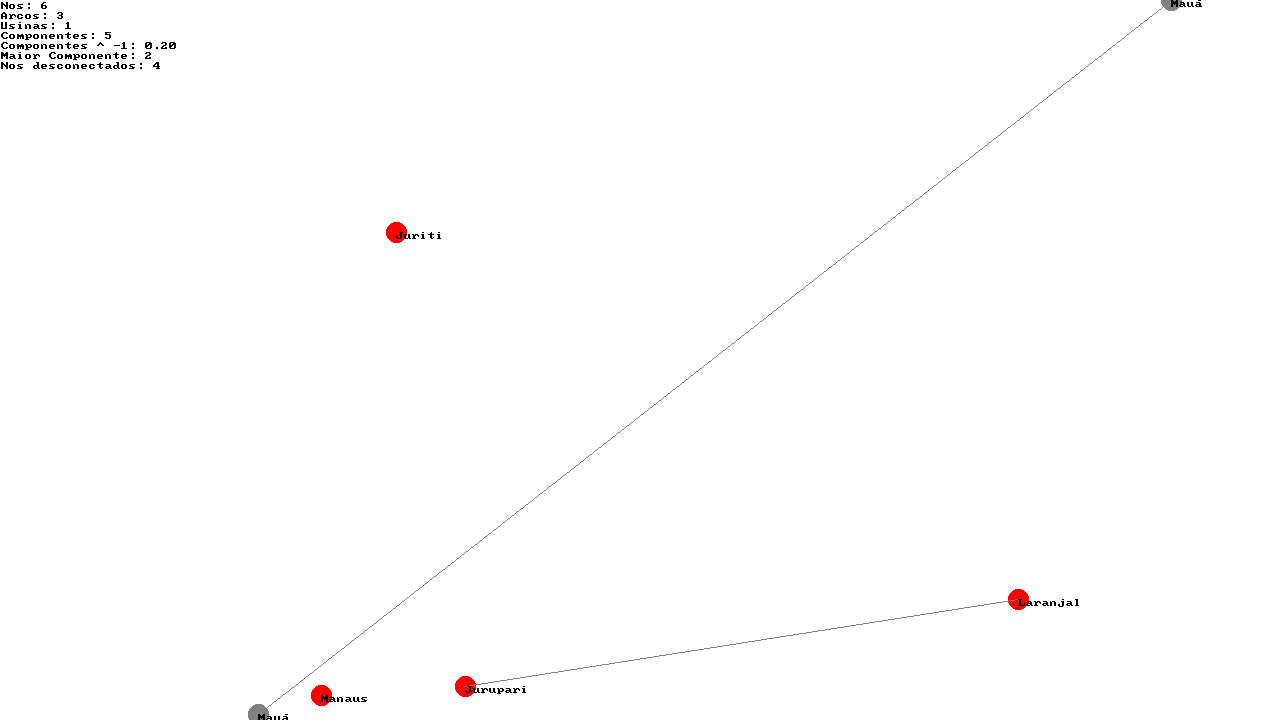 Nos: 6
Arcos: 3
Usinas: 1
Componentes: 5
Componentes ^ -1: 0.20
Maior Componente: 2
Nos desconectados: 4
Mauá
Juriti
Laranjal
Jurupari
Manaus
Mauá